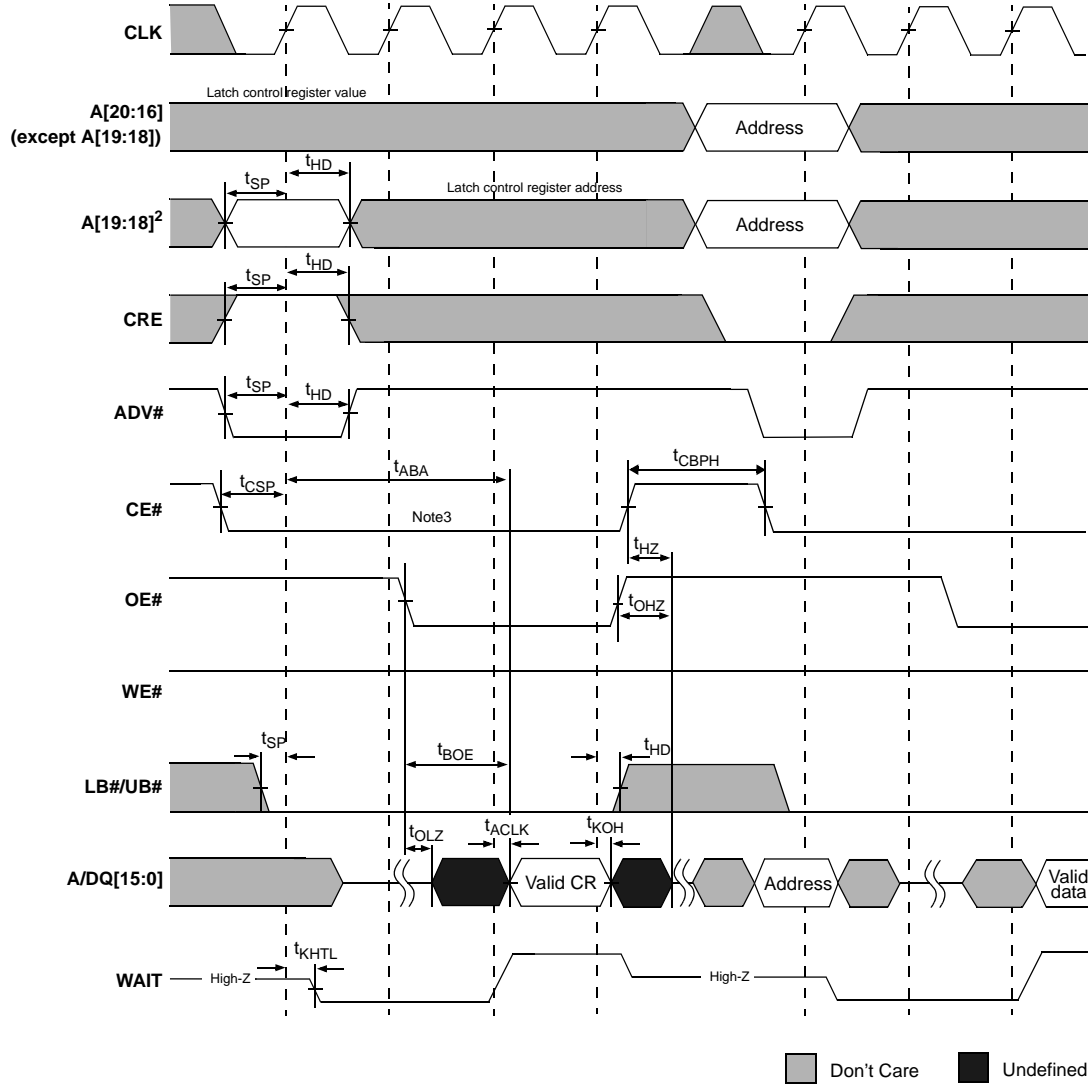 CLK
Latch control register value
A[20:16]
(except A[19:18])
Address
tHD
tSP
Latch control register address
A[19:18]2
Address
tHD
tSP
CRE
tSP
tHD
ADV#
tABA
tCBPH
tCSP
CE#
Note3
tHZ
OE#
tOHZ
WE#
tSP
tBOE
tHD
LB#/UB#
tOLZ
tACLK
tKOH
A/DQ[15:0]
Valid CR
Address
Valid
data
tKHTL
WAIT
High-Z
High-Z
Don't Care
Undefined